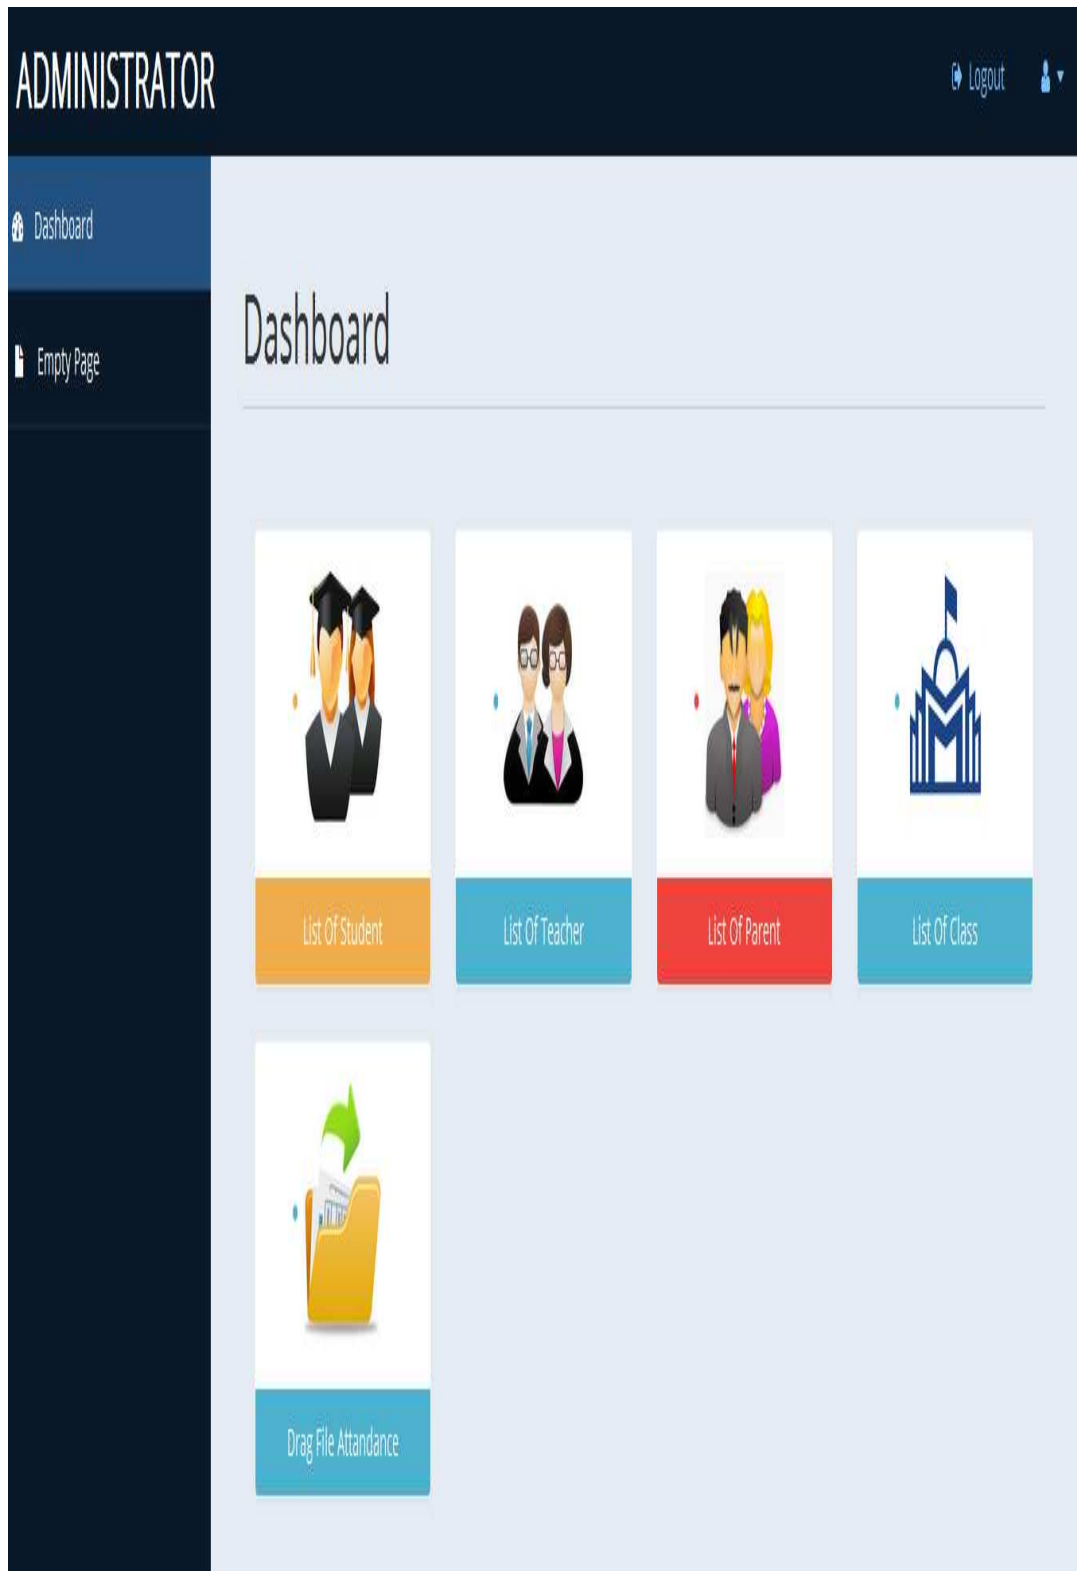 ADMINISTRATOR
Logout
Dashboard
Empty Page
Dashboard
List Of Student
List Of Teacher
List Of Parent
List Of Class
Drag File Attandance